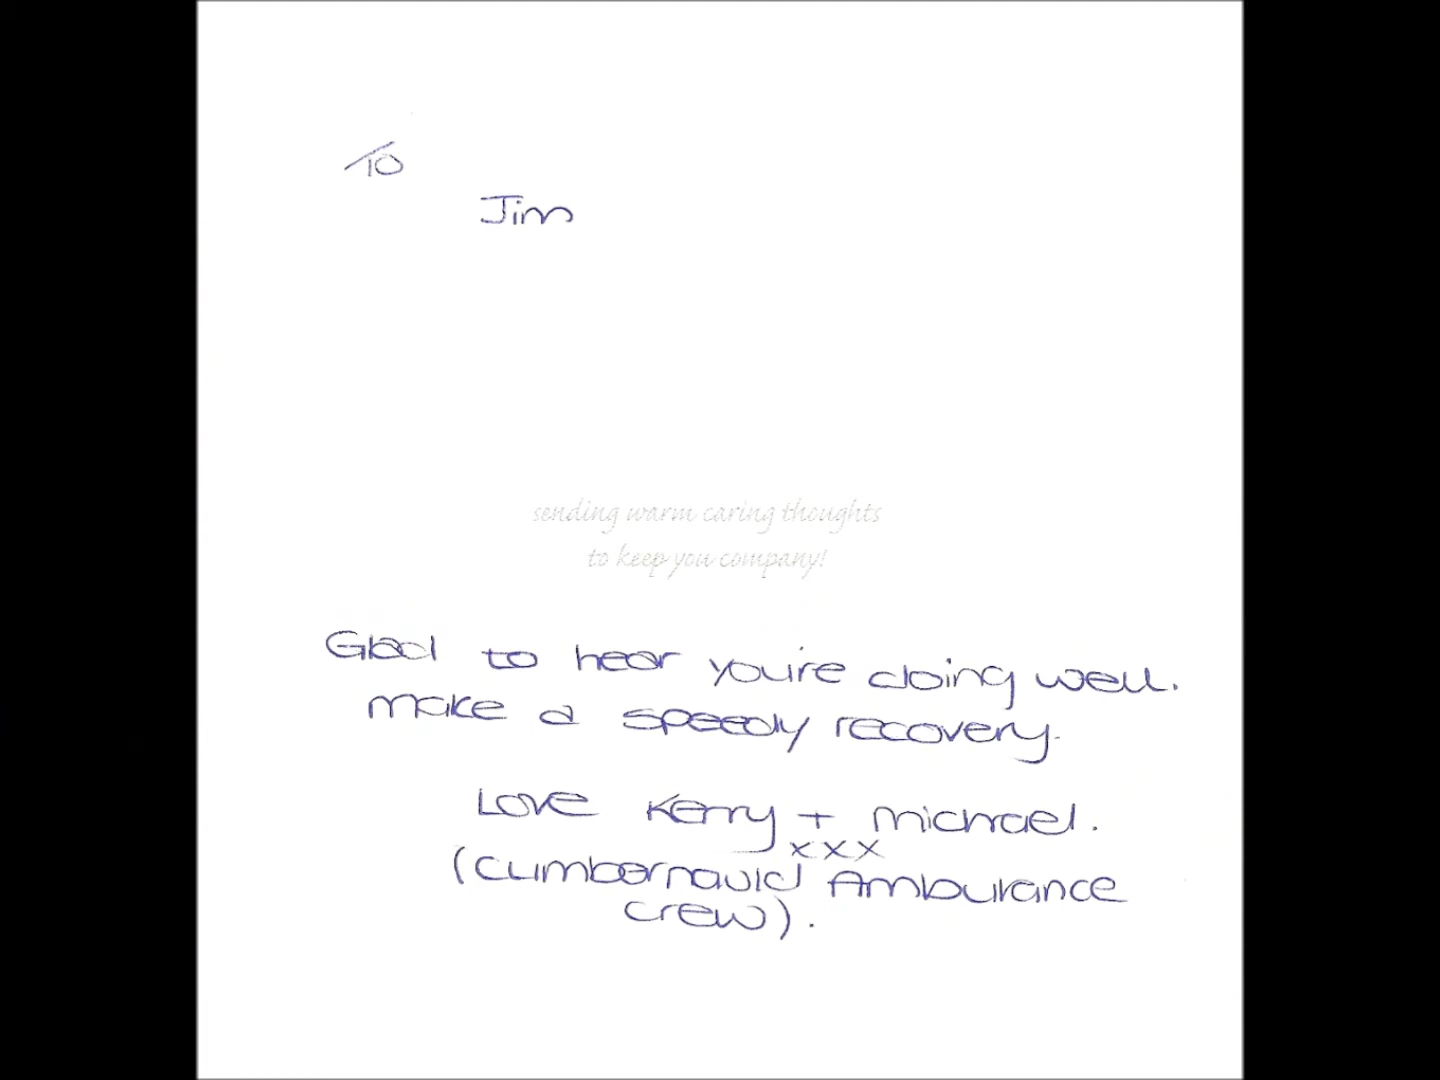 To
Jim
sending warm caring thoughts
to keep you company!
Glad to hear you're doing well.
make a speedy recovery.
Love Kerry + michael.
xxx
(Cumbernauld Ambulance
crew).